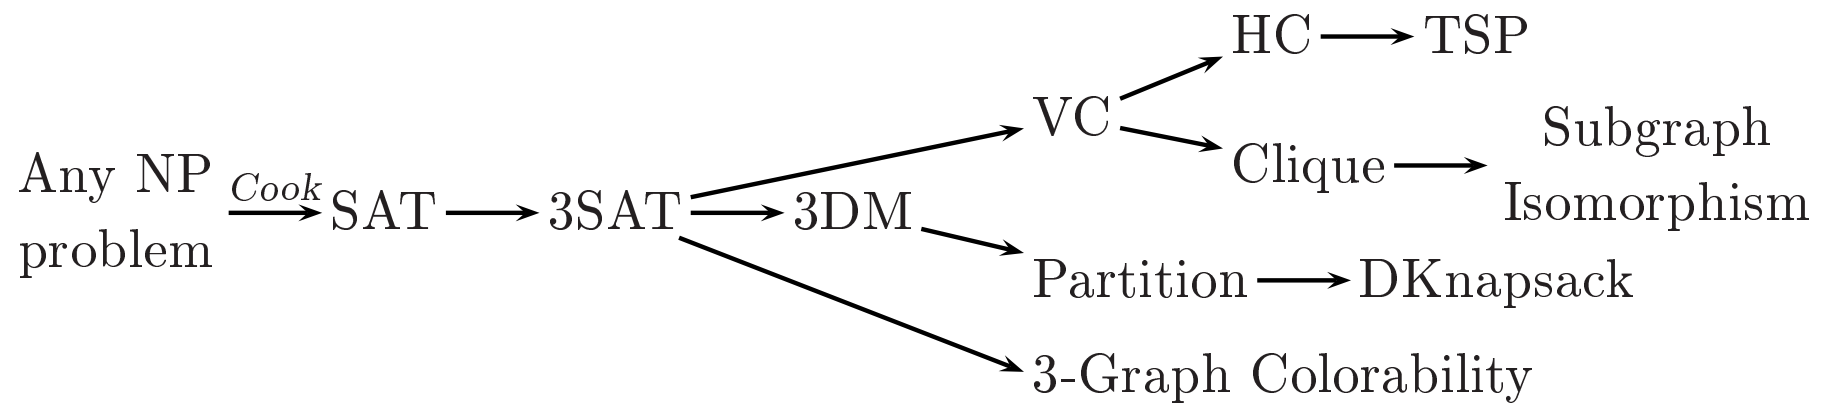 Any NP
problem
Cook
SAT
3SAT
VC
3DM
HC
TSP
Clique
Subgraph
Isomorphism
Partition
DKnapsack
3-Graph Colorability